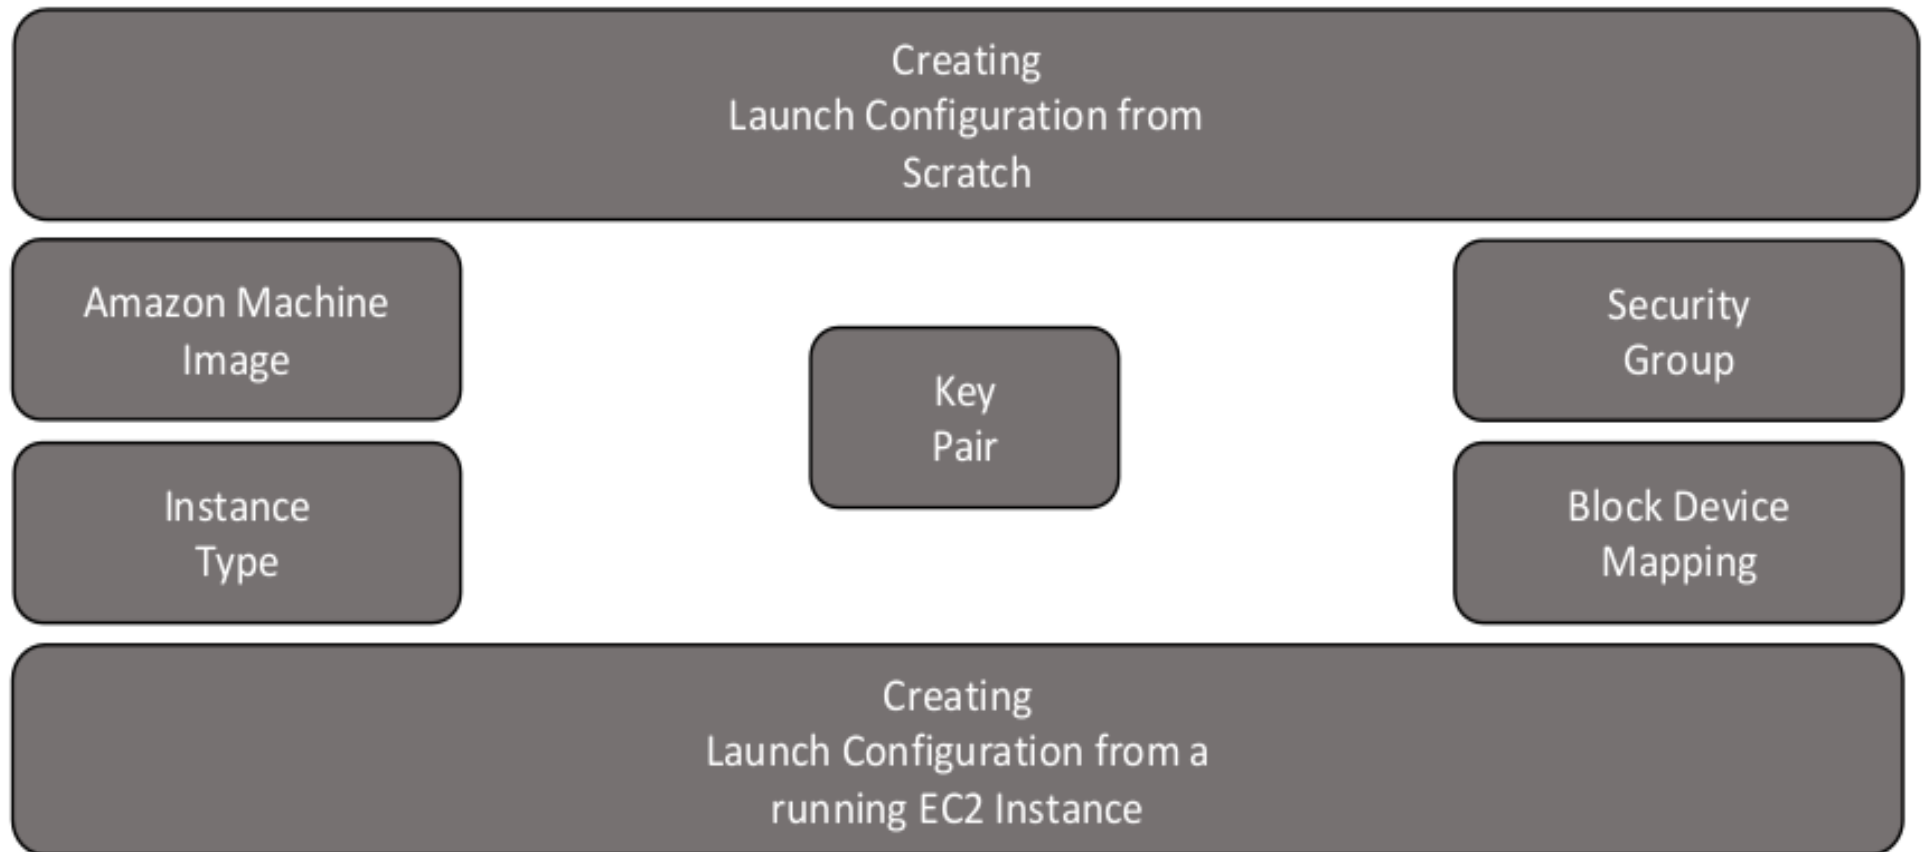 Creating
Launch Configuration from
Scratch
Amazon Machine
Image
Security
Group
Key
Pair
Instance
Type
Block Device
Mapping
Creating
Launch Configuration from a
running EC2 Instance